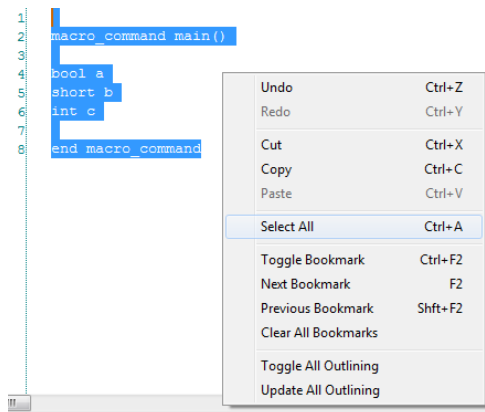 1
2 macro_command main()
3
4 bool a
5 short b
6 int c
7
8 end macro_command
Undo Ctrl+Z
Redo Ctrl+Y
Cut Ctrl+X
Copy Ctrl+C
Paste Ctrl+V
Select All Ctrl+A
Toggle Bookmark Ctrl+F2
Next Bookmark F2
Previous Bookmark Shft+F2
Clear All Bookmarks
Toggle All Outlining
Update All Outlining